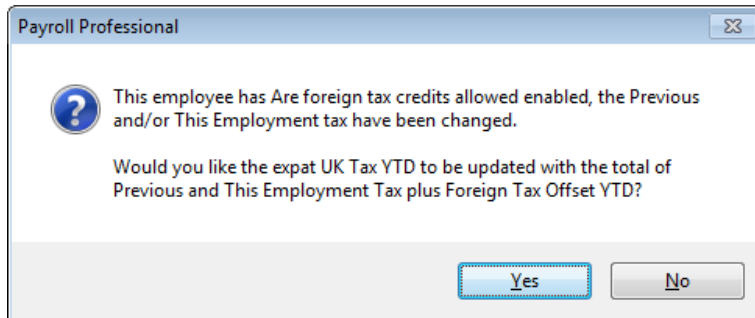 Payroll Professional
This employee has Are foreign tax credits allowed enabled, the Previous
and/or This Employment tax have been changed.
Would you like the expat UK Tax YTD to be updated with the total of
Previous and This Employment Tax plus Foreign Tax Offset YTD?
Yes No